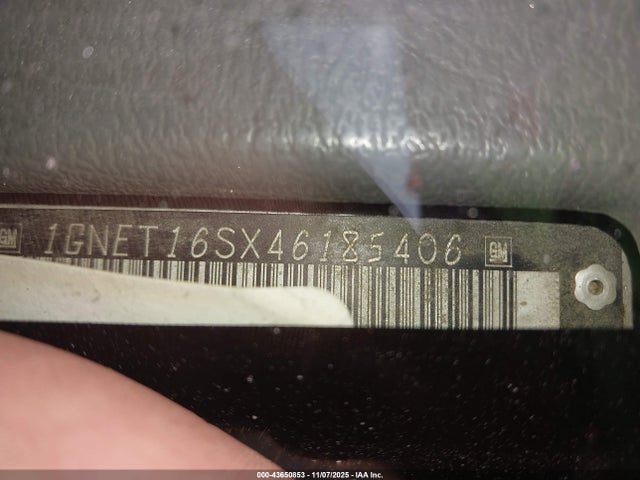 GM 1GNET16SX46185406 GM
000-43650853 - 11/07/2025 - IAA Inc.